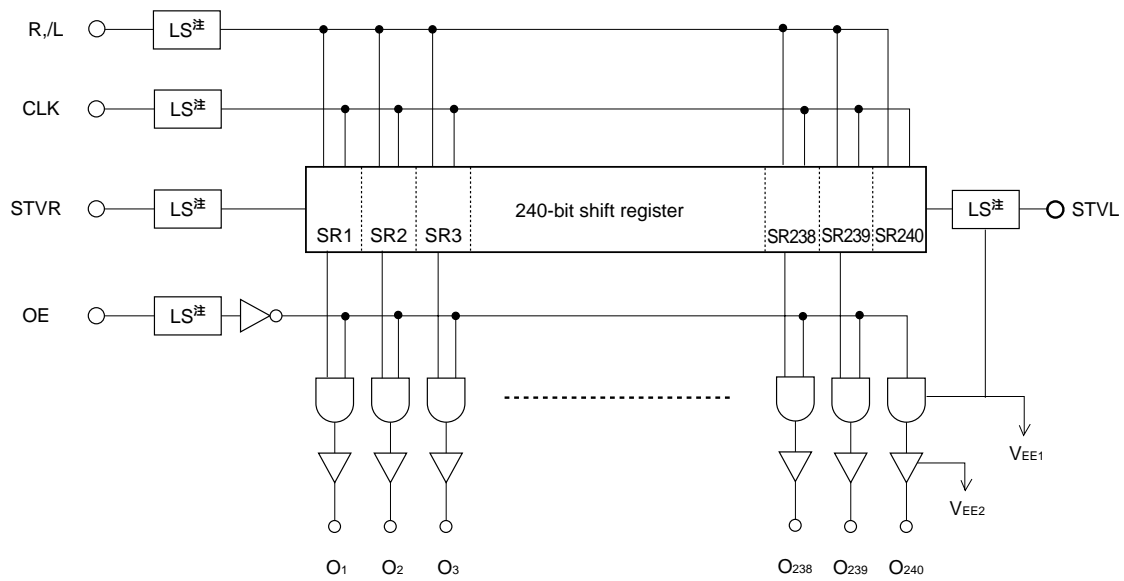 R,/L LS注
CLK LS注
STVR LS注 240-bit shift register LS注 STVL
SR1 SR2 SR3 SR238 SR239 SR240
OE LS注
VEE1
VEE2
O1 O2 O3 O238 O239 O240